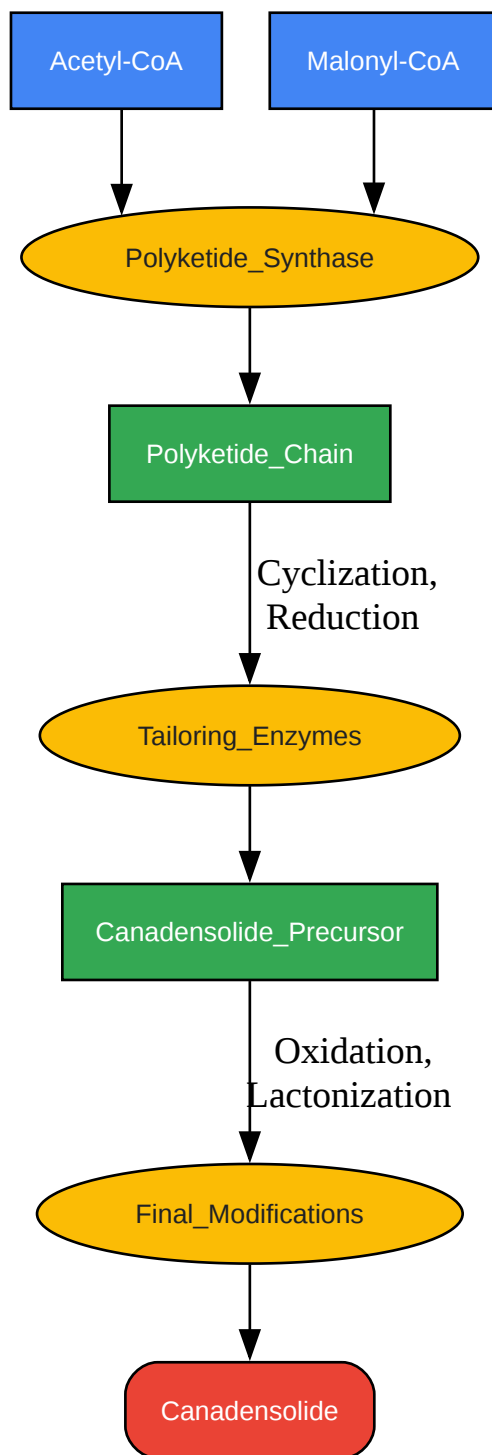 Acetyl-CoA
Malonyl-CoA
Polyketide_Synthase
Polyketide_Chain
Cyclization,
Reduction
Tailoring_Enzymes
Canadensolide_Precursor
Oxidation,
Lactonization
Final_Modifications
Canadensolide